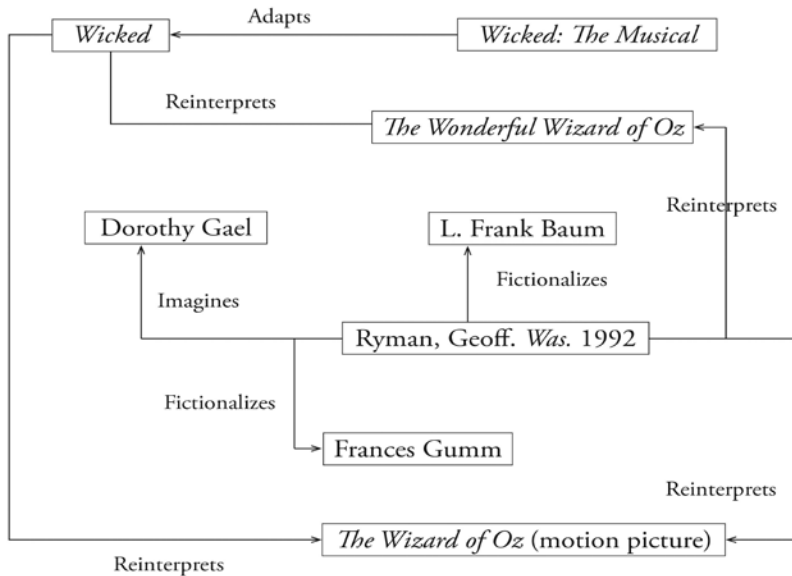 Adapts
Wicked
Wicked: The Musical
Reinterprets
The Wonderful Wizard of Oz
Reinterprets
Dorothy Gael
L. Frank Baum
Imagines
Fictionalizes
Ryman, Geoff. Was. 1992
Fictionalizes
Frances Gumm
Reinterprets
The Wizard of Oz (motion picture)
Reinterprets